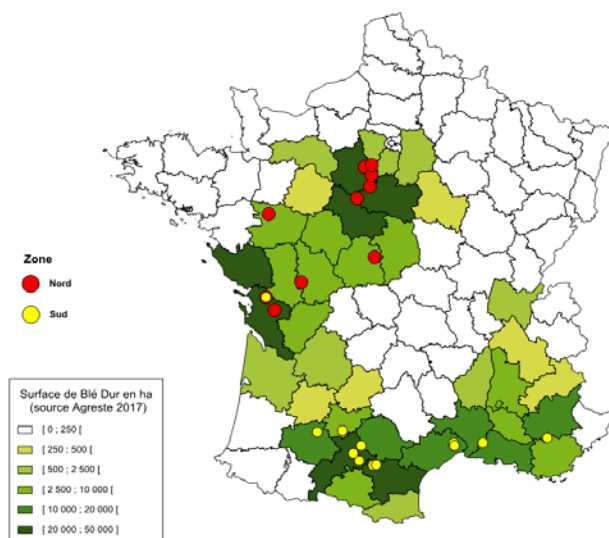 Zone
Nord
Sud
Surface de Blé Dur en ha
(source Agreste 2017)
[ 0 ; 250 [
[ 250 ; 500 [
[ 500 ; 2 500 [
[ 2 500 ; 10 000 [
[ 10 000 ; 20 000 [
[ 20 000 ; 50 000 [